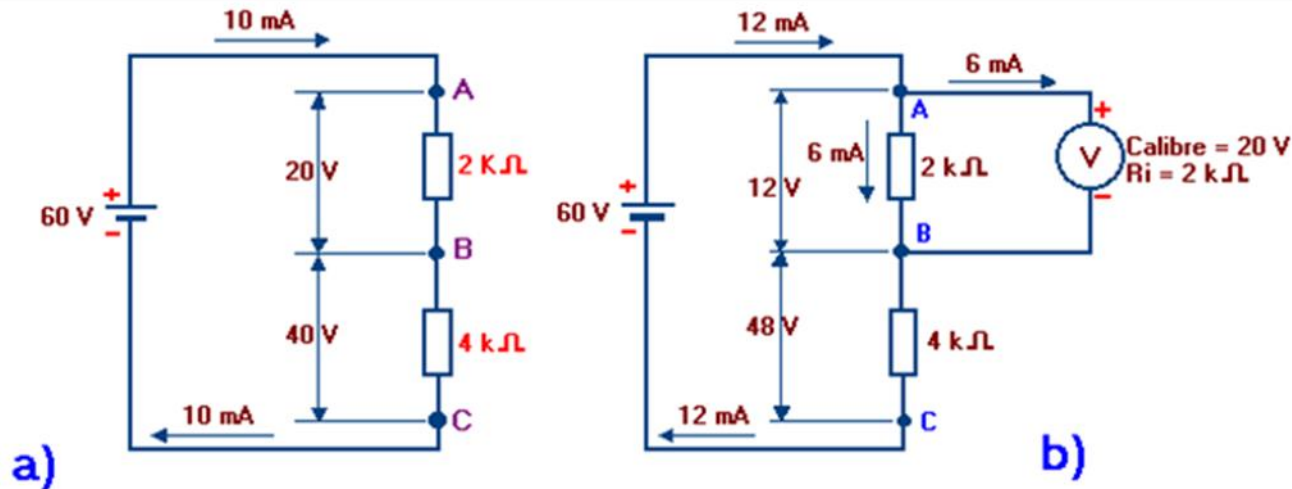 10 mA
A
20 V
2 KΩ
60 V
+
−
B
40 V
4 kΩ
10 mA
C
a)
12 mA
6 mA
A
+
6 mA
2 kΩ
V
Calibre = 20 V
Ri = 2 kΩ
−
12 V
60 V
+
−
B
48 V
4 kΩ
12 mA
C
b)